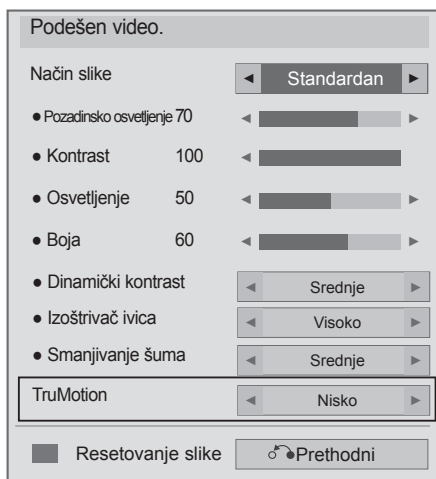 Podešen video.
Način slike ◄ Standardan ►
● Pozadinsko osvetljenje 70 ◄ ►
● Kontrast 100 ◄
● Osvetljenje 50 ◄ ►
● Boja 60 ◄ ►
● Dinamički kontrast ◄ Srednje ►
● Izoštrivač ivica ◄ Visoko ►
● Smanjivanje šuma ◄ Srednje ►
TruMotion ◄ Nisko ►
Resetovanje slike Prethodni